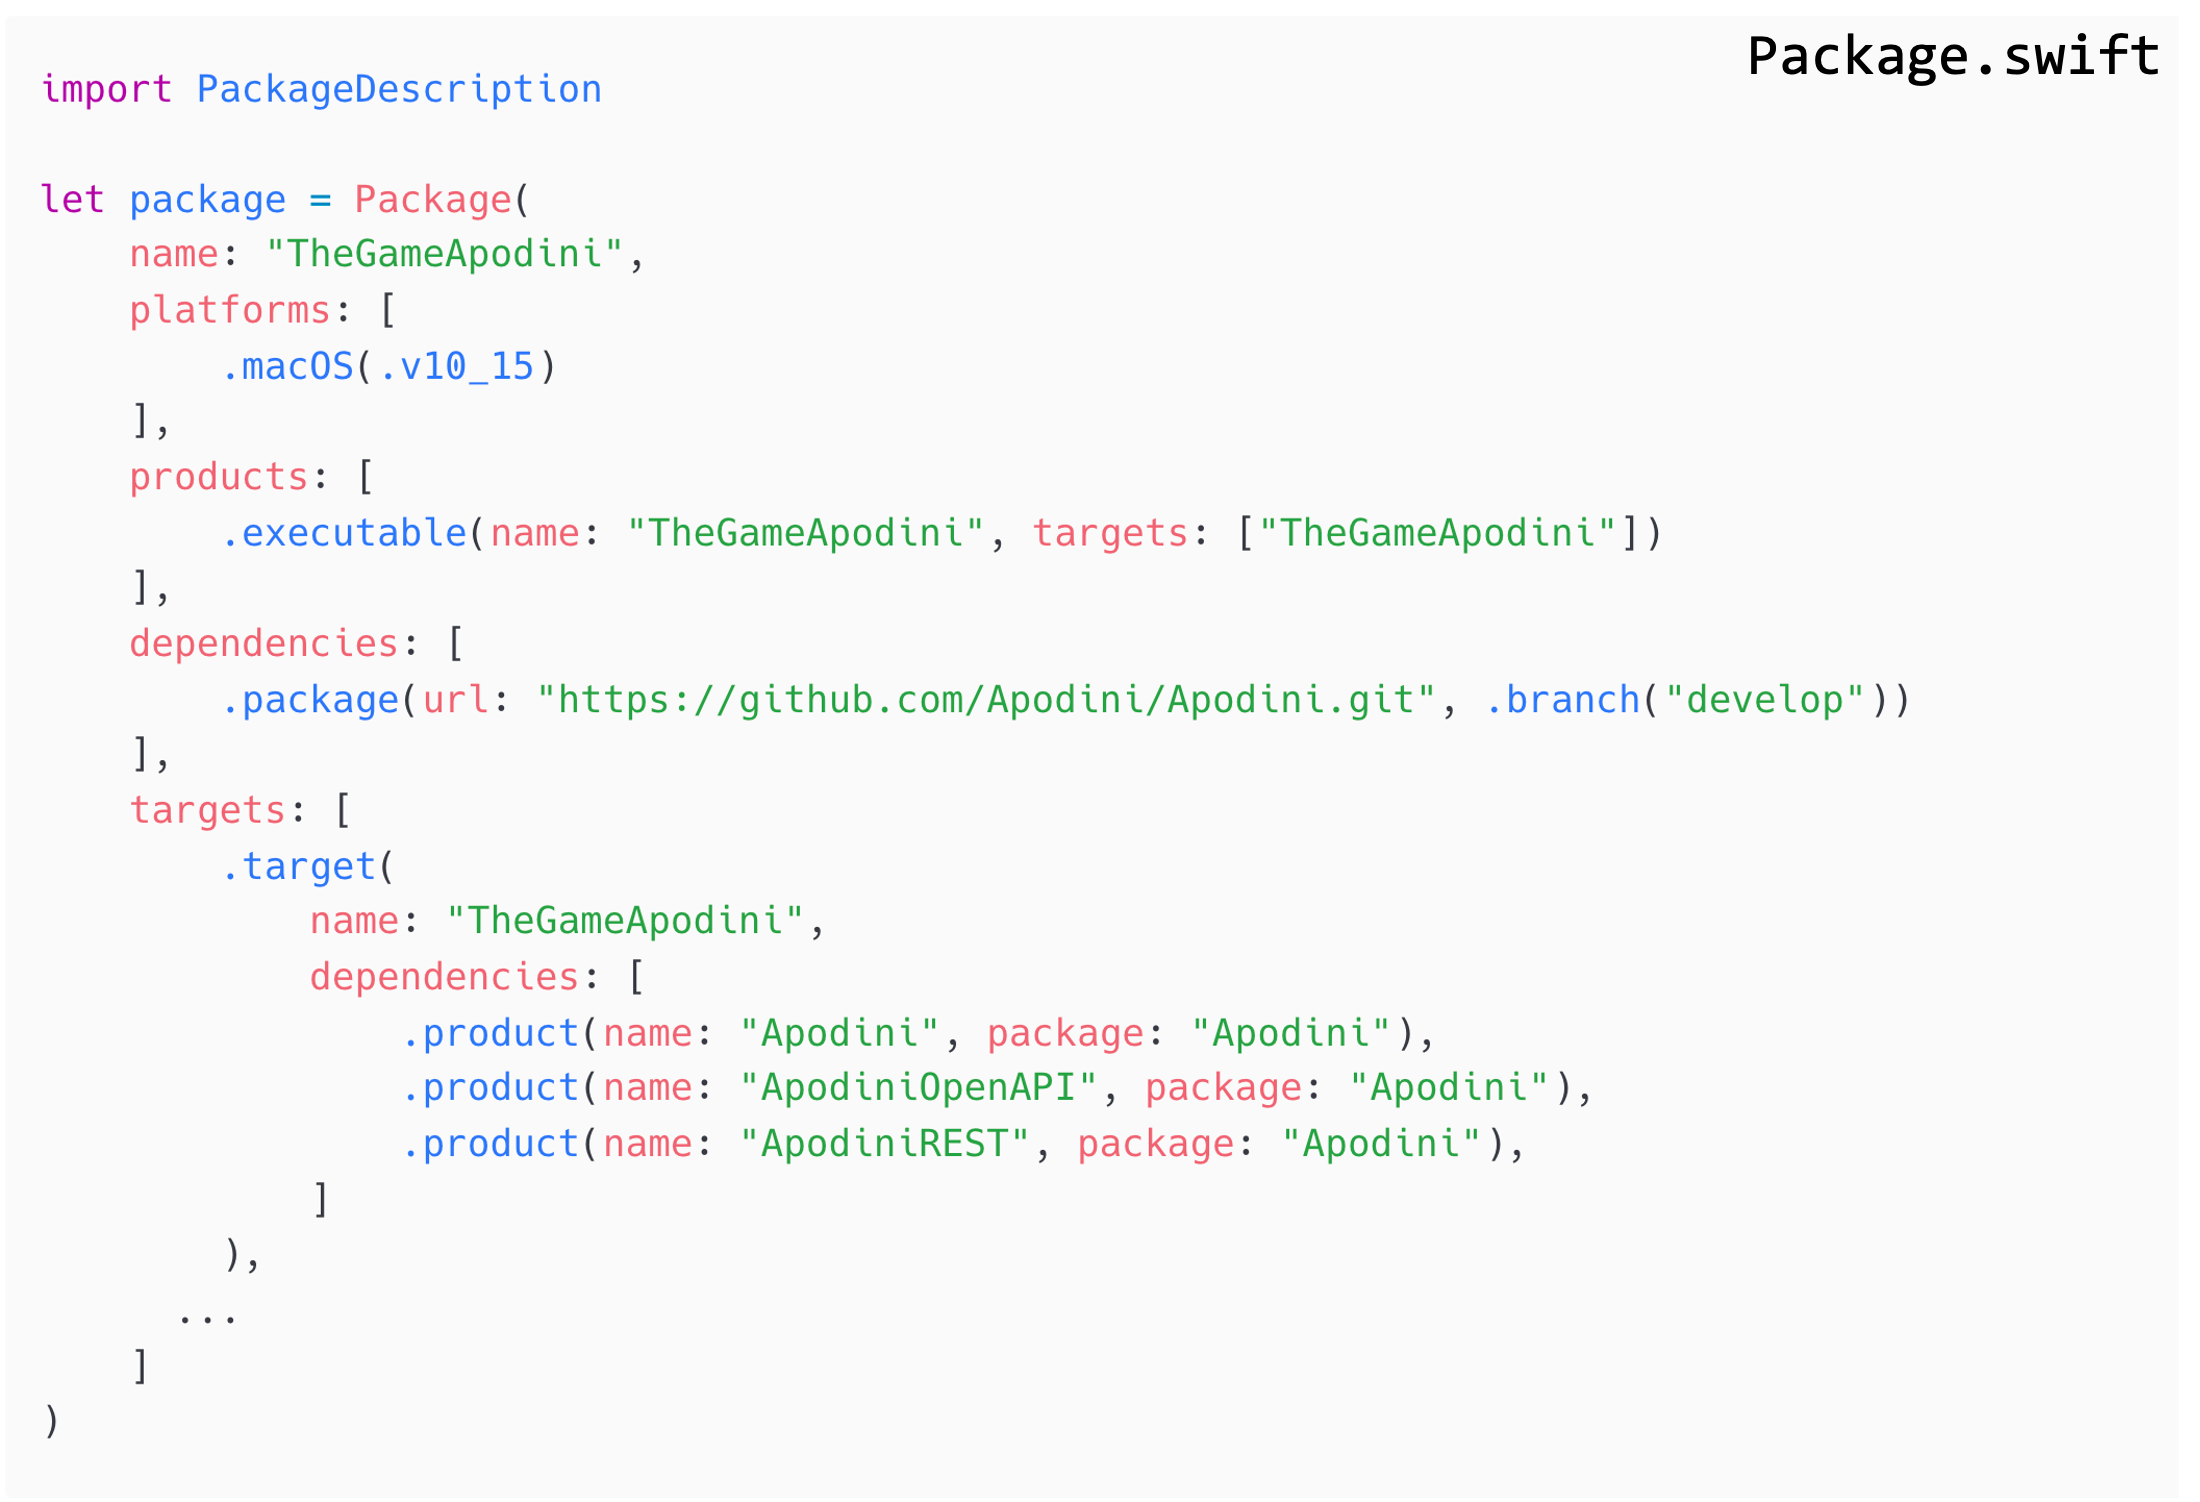 Package.swift
import PackageDescription

let package = Package(
    name: "TheGameApodini",
    platforms: [
        .macOS(.v10_15)
    ],
    products: [
        .executable(name: "TheGameApodini", targets: ["TheGameApodini"])
    ],
    dependencies: [
        .package(url: "https://github.com/Apodini/Apodini.git", .branch("develop"))
    ],
    targets: [
        .target(
            name: "TheGameApodini",
            dependencies: [
                .product(name: "Apodini", package: "Apodini"),
                .product(name: "ApodiniOpenAPI", package: "Apodini"),
                .product(name: "ApodiniREST", package: "Apodini"),
            ]
        ),
      ...
    ]
)